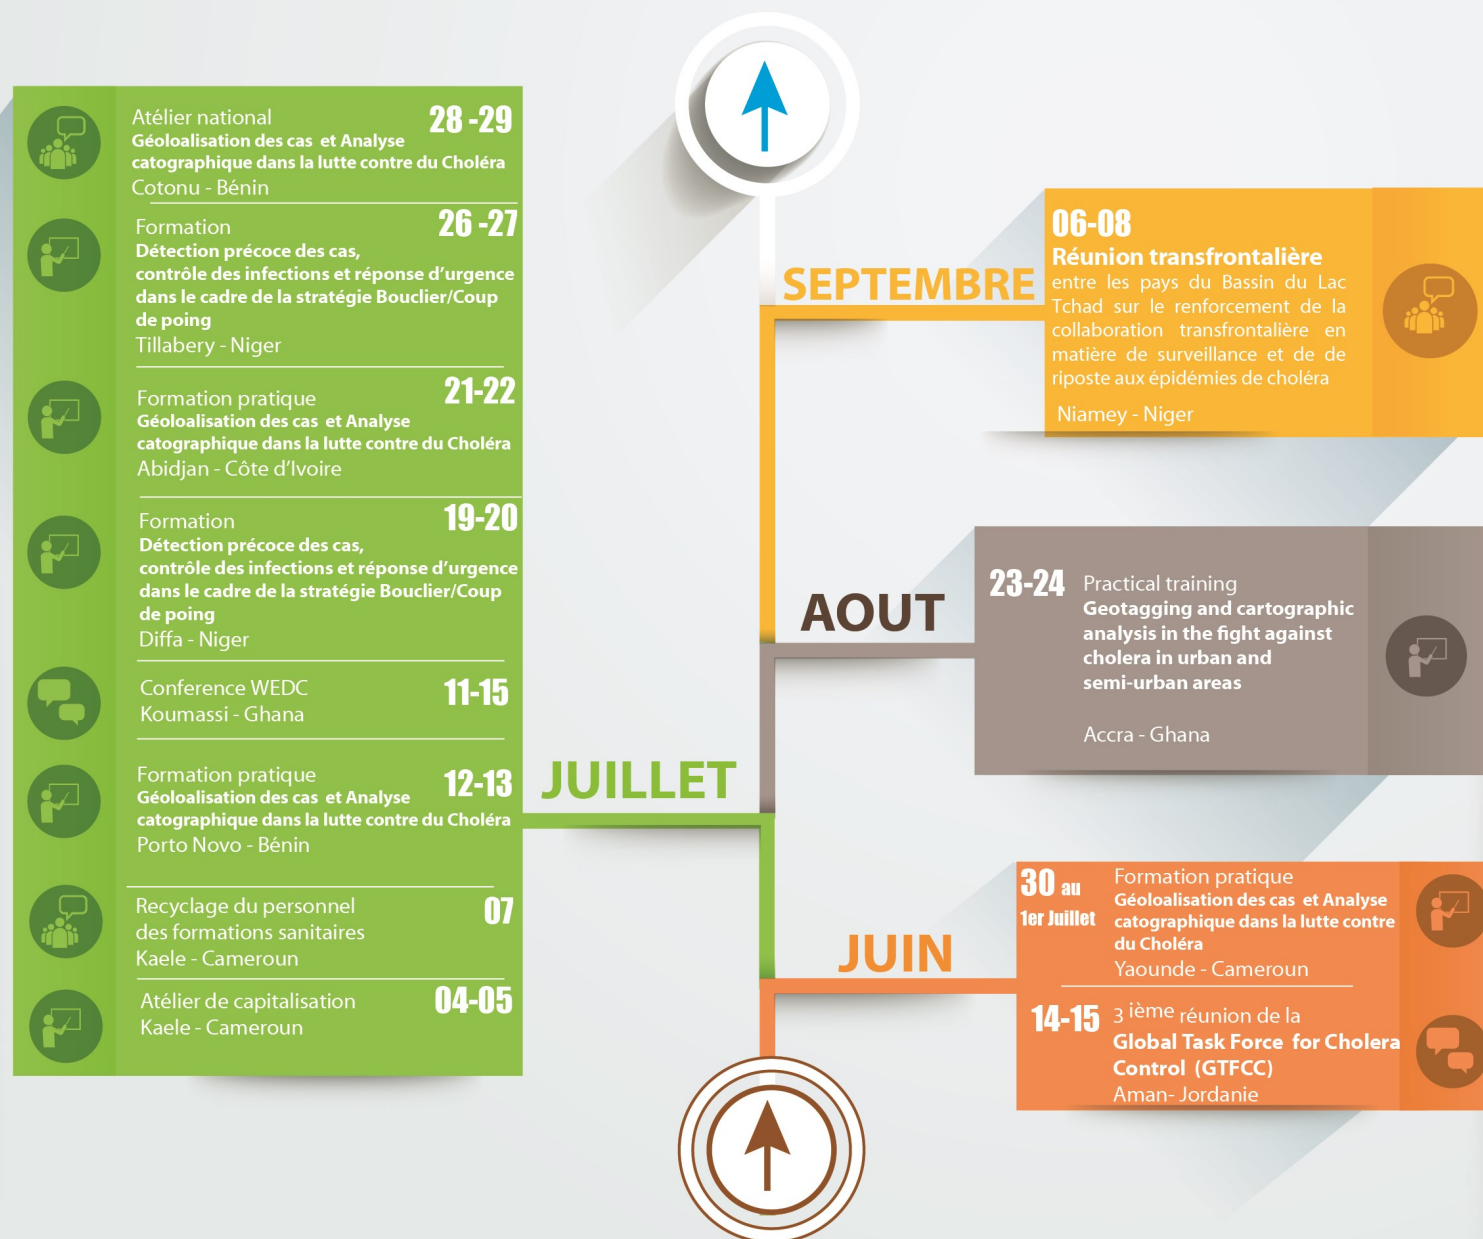 Atélier national
28 -29
Géoloalisation des cas et Analyse
catographique dans la lutte contre du Choléra
Cotonu - Bénin
Formation
26 -27
Détection précoce des cas,
contrôle des infections et réponse d'urgence
dans le cadre de la stratégie Bouclier/Coup
de poing
Tillabery - Niger
Formation pratique
21-22
Géoloalisation des cas et Analyse
catographique dans la lutte contre du Choléra
Abidjan - Côte d'Ivoire
Formation
19-20
Détection précoce des cas,
contrôle des infections et réponse d'urgence
dans le cadre de la stratégie Bouclier/Coup
de poing
Diffa - Niger
Conference WEDC
11-15
Koumassi - Ghana
Formation pratique
12-13
Géoloalisation des cas et Analyse
catographique dans la lutte contre du Choléra
Porto Novo - Bénin
Recyclage du personnel
07
des formations sanitaires
Kaele - Cameroun
Atélier de capitalisation
04-05
Kaele - Cameroun
JUILLET
SEPTEMBRE
06-08
Réunion transfrontalière
entre les pays du Bassin du Lac
Tchad sur le renforcement de la
collaboration transfrontalière en
matière de surveillance et de de
riposte aux épidémies de choléra
Niamey - Niger
AOUT
23-24
Practical training
Geotagging and cartographic
analysis in the fight against
cholera in urban and
semi-urban areas
Accra - Ghana
JUIN
30 au
1er Juillet
Formation pratique
Géoloalisation des cas et Analyse
catographique dans la lutte contre
du Choléra
Yaounde - Cameroun
14-15
3 ième réunion de la
Global Task Force for Cholera
Control (GTFCC)
Aman- Jordanie